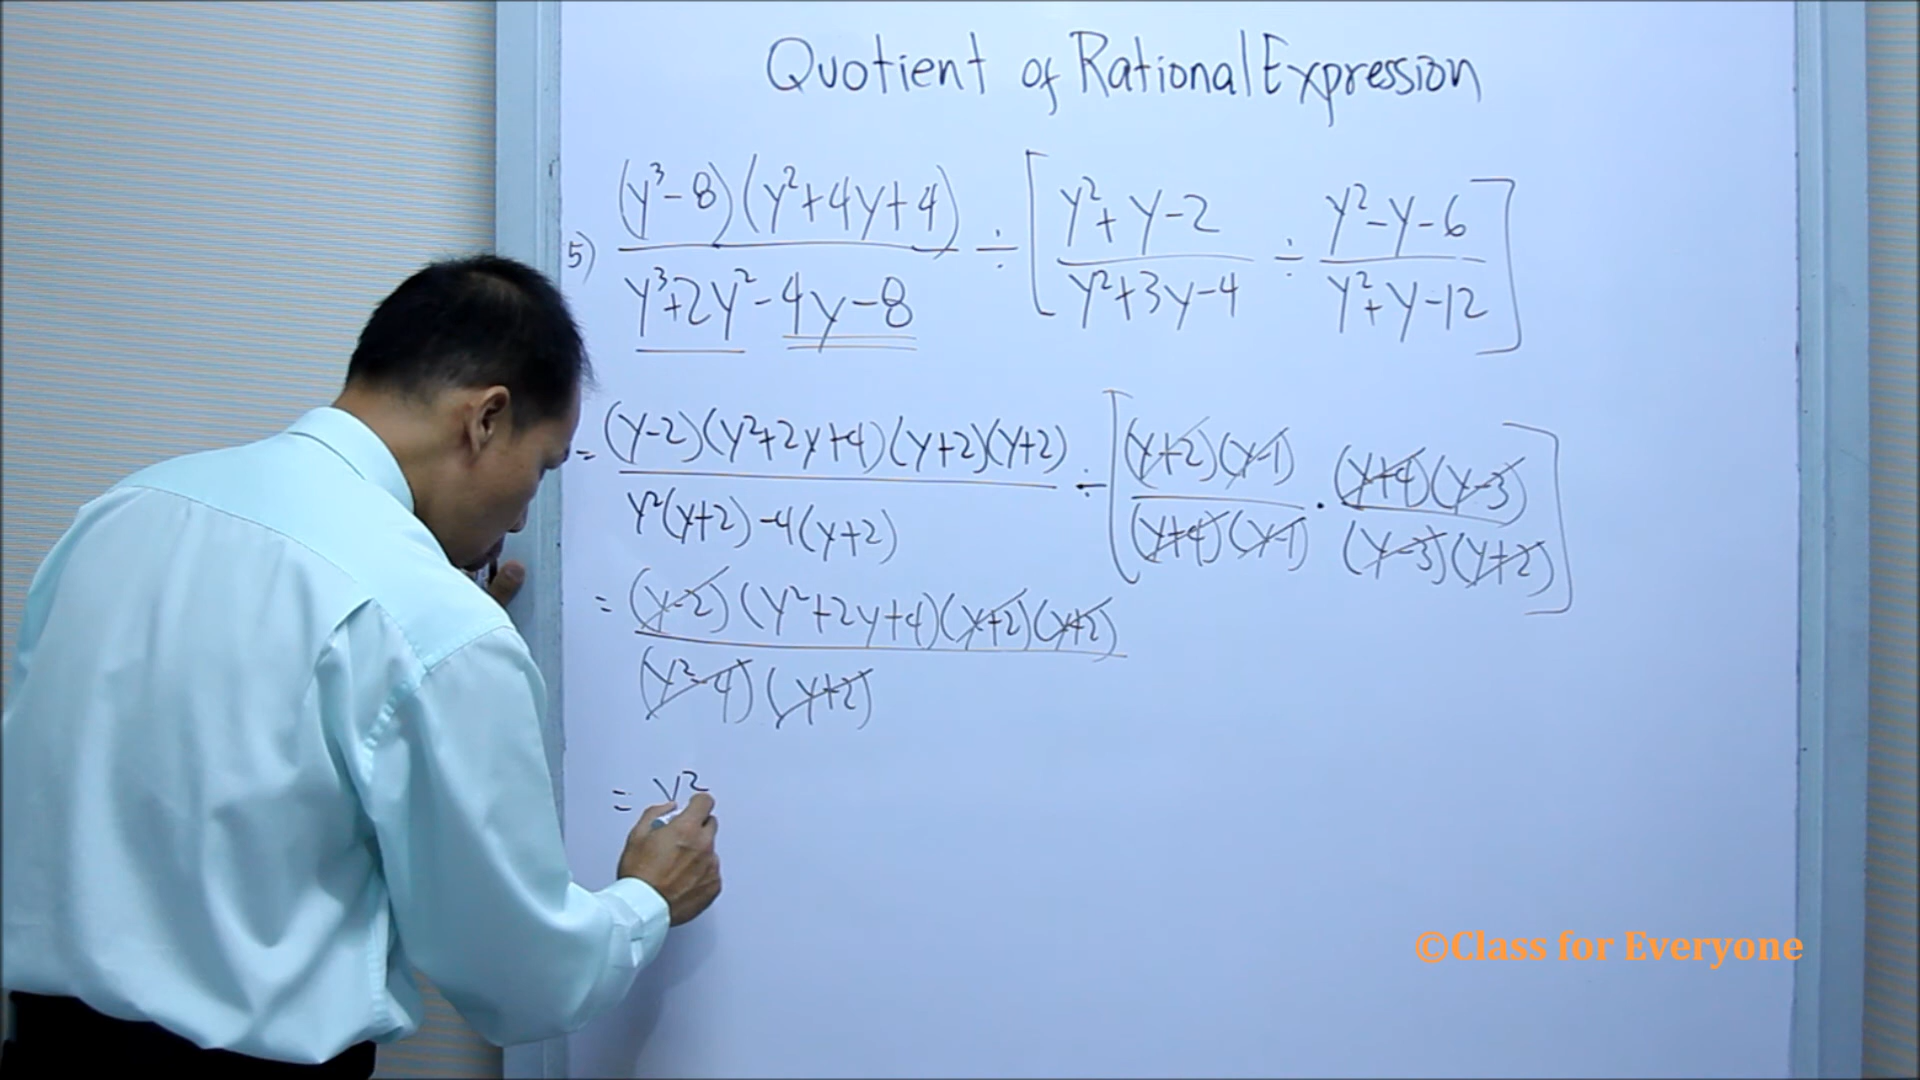 Quotient of Rational Expression
5) (y³-8)(y²+4y+4) / y³+2y²-4y-8 ÷ [ y²+y-2 / y²+3y-4 ÷ y²-y-6 / y²+y-12 ]
= (y-2)(y²+2y+4)(y+2)(y+2) / y²(y+2)-4(y+2) ÷ [ (y+2)(y-1) / (y+4)(y-1) · (y+4)(y-3) / (y-3)(y+2) ]
= (y-2)(y²+2y+4)(y+2)(y+2) / (y²-4)(y+2)
= y²
©Class for Everyone